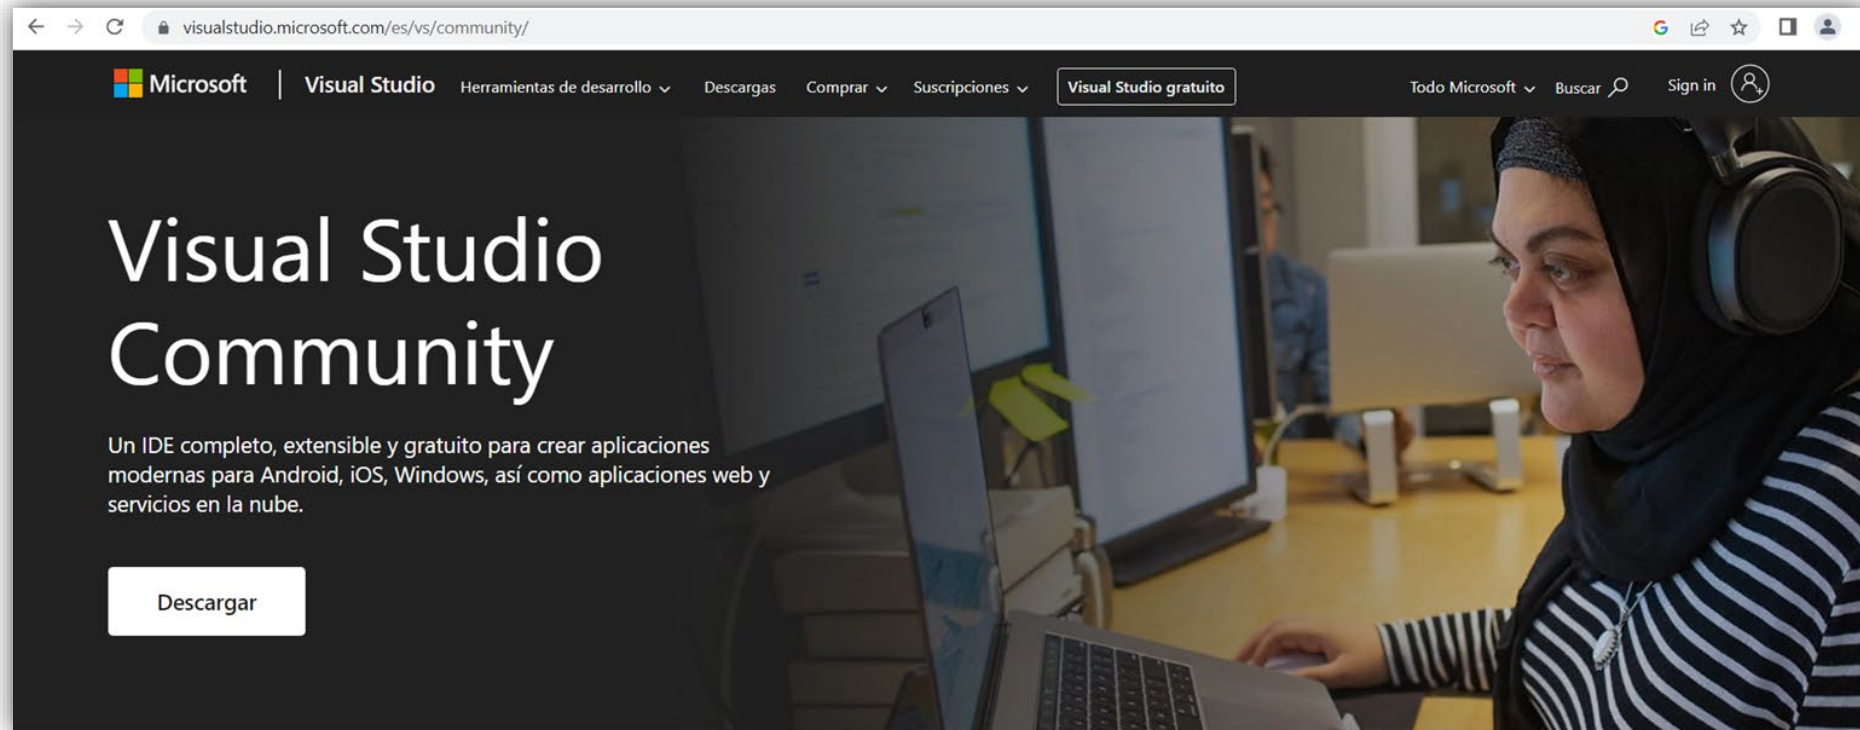 visualstudio.microsoft.com/es/vs/community/
Microsoft | Visual Studio Herramientas de desarrollo Descargas Comprar Suscripciones Visual Studio gratuito Todo Microsoft Buscar Sign in
Visual Studio
Community
Un IDE completo, extensible y gratuito para crear aplicaciones
modernas para Android, iOS, Windows, así como aplicaciones web y
servicios en la nube.
Descargar